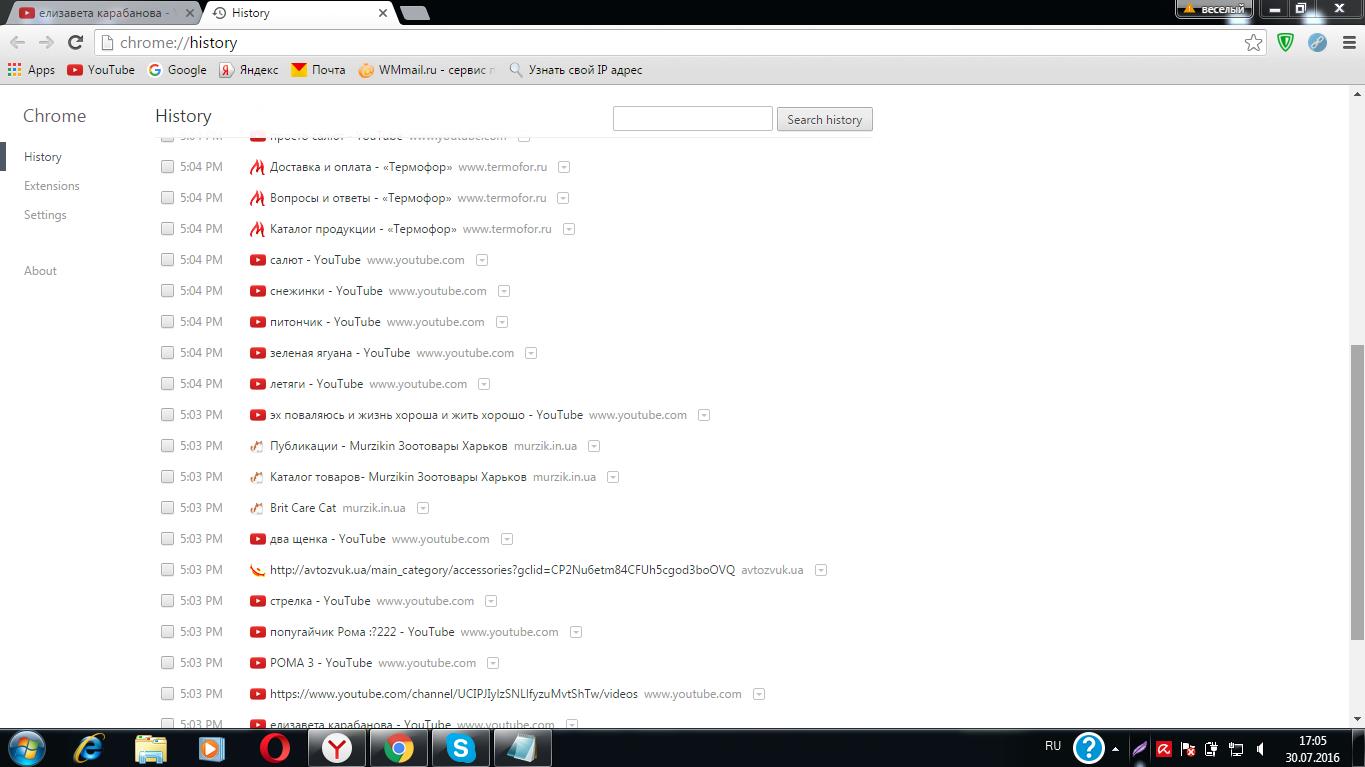 елизавета карабанова -
History
веселый
chrome://history
Apps YouTube Google Яндекс Почта WMmail.ru - сервис Узнать свой IP адрес
Chrome
History
Search history
History
Extensions
Settings
About
5:04 PM просто салют - YouTube www.youtube.com
5:04 PM Доставка и оплата - «Термофор» www.termofor.ru
5:04 PM Вопросы и ответы - «Термофор» www.termofor.ru
5:04 PM Каталог продукции - «Термофор» www.termofor.ru
5:04 PM салют - YouTube www.youtube.com
5:04 PM снежинки - YouTube www.youtube.com
5:04 PM питончик - YouTube www.youtube.com
5:04 PM зеленая ягуана - YouTube www.youtube.com
5:04 PM летяги - YouTube www.youtube.com
5:03 PM эх поваляюсь и жизнь хороша и жить хорошо - YouTube www.youtube.com
5:03 PM Публикации - Murzikin Зоотовары Харьков murzik.in.ua
5:03 PM Каталог товаров- Murzikin Зоотовары Харьков murzik.in.ua
5:03 PM Brit Care Cat murzik.in.ua
5:03 PM два щенка - YouTube www.youtube.com
5:03 PM http://avtozvuk.ua/main_category/accessories?gclid=CP2Nu6etm84CFUh5cgod3boOVQ avtozvuk.ua
5:03 PM стрелка - YouTube www.youtube.com
5:03 PM попугайчик Рома :?222 - YouTube www.youtube.com
5:03 PM РОМА 3 - YouTube www.youtube.com
5:03 PM https://www.youtube.com/channel/UCIPJIylzSNLlfyzuMvtShTw/videos www.youtube.com
5:03 PM елизавета карабанова - YouTube www.youtube.com
RU
17:05
30.07.2016